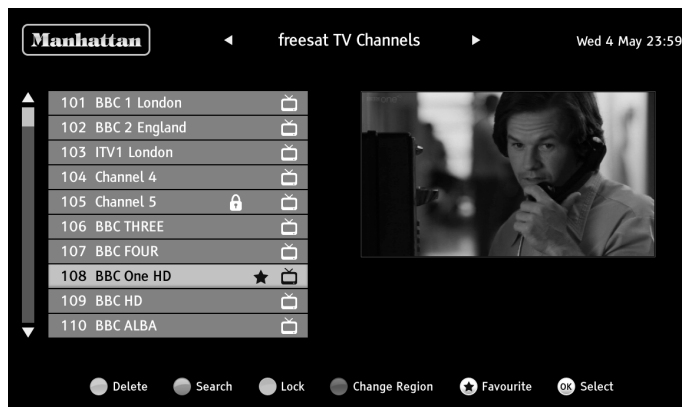 Manhattan
freesat TV Channels
Wed 4 May 23:59
101 BBC 1 London
102 BBC 2 England
103 ITV1 London
104 Channel 4
105 Channel 5
106 BBC THREE
107 BBC FOUR
108 BBC One HD
109 BBC HD
110 BBC ALBA
Delete
Search
Lock
Change Region
Favourite
OK Select